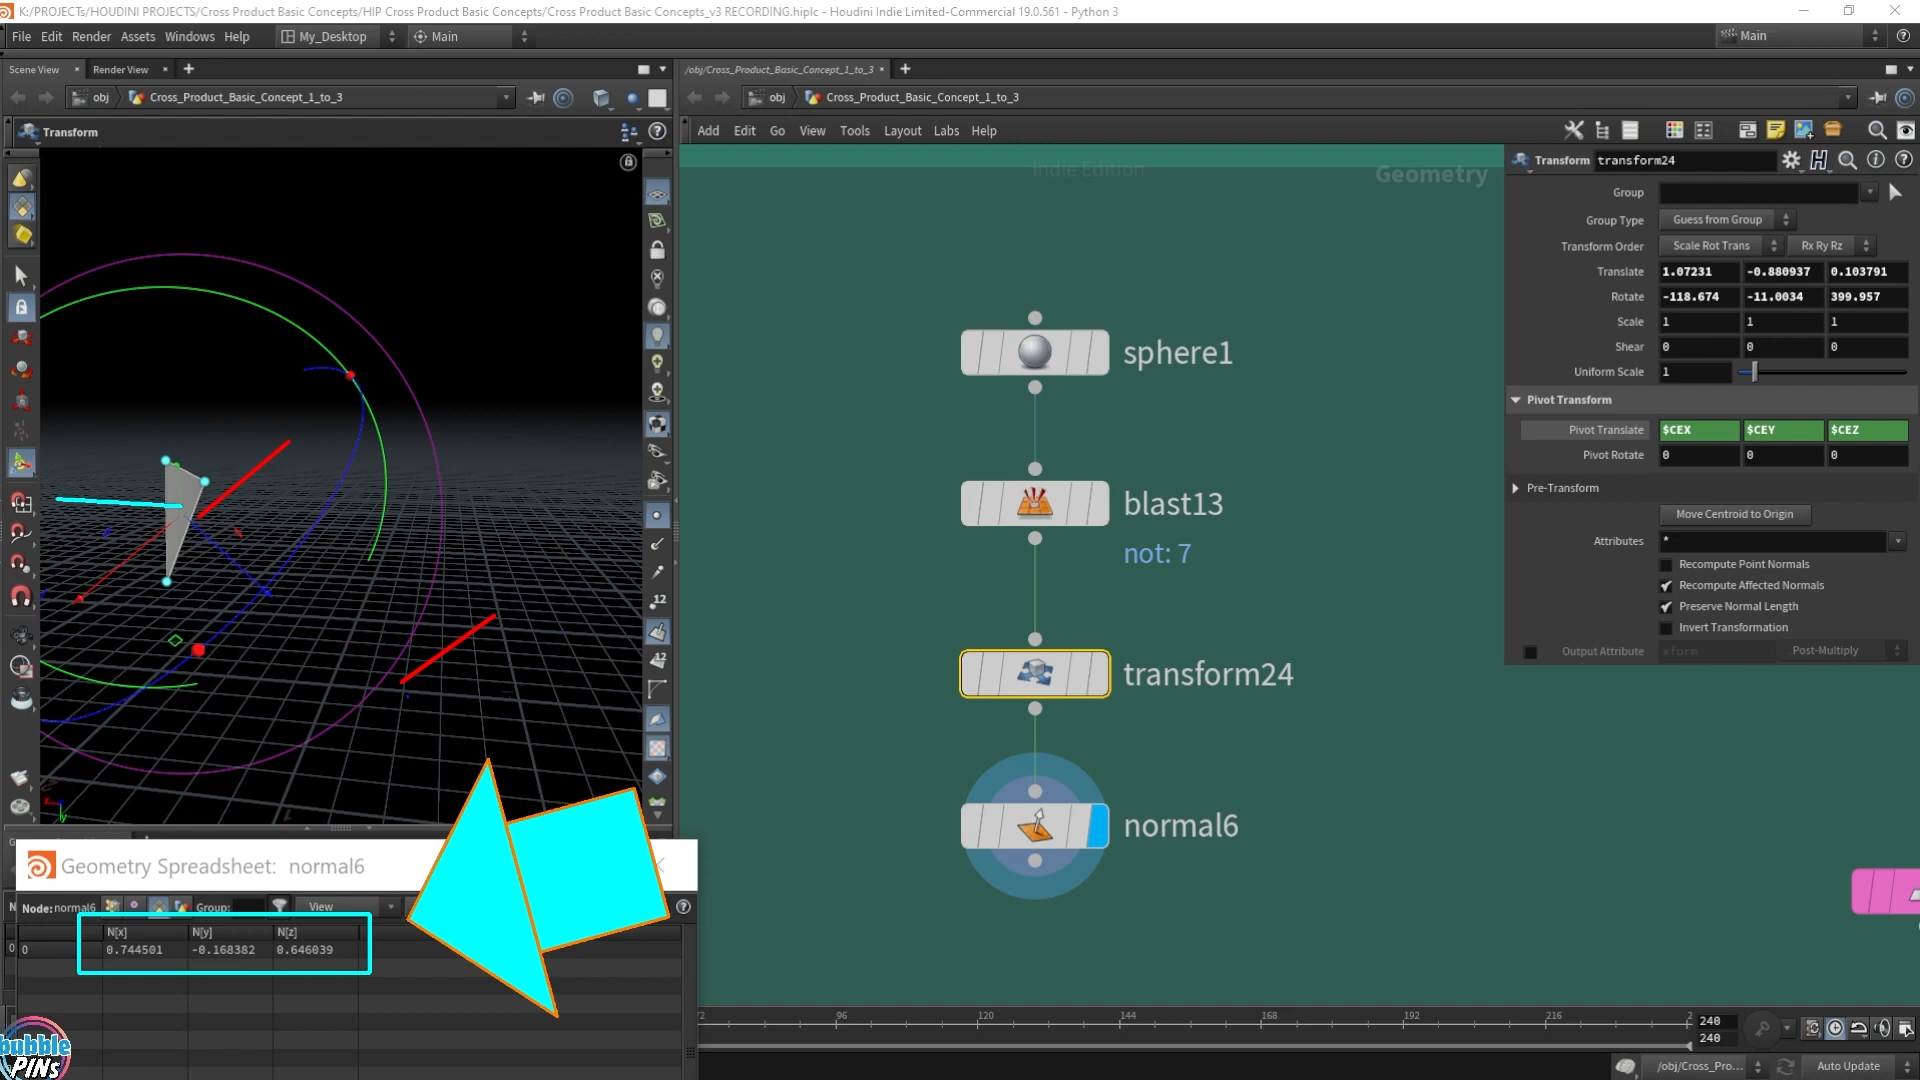 K:/PROJECTs/HOUDINI PROJECTS/Cross Product Basic Concepts/HIP Cross Product Basic Concepts/Cross Product Basic Concepts_v3 RECORDING.hiplc - Houdini Indie Limited-Commercial 19.0.561 - Python 3
File Edit Render Assets Windows Help My_Desktop Main Main
Scene View Render View
/obj/Cross_Product_Basic_Concept_1_to_3
obj Cross_Product_Basic_Concept_1_to_3
obj Cross_Product_Basic_Concept_1_to_3
Transform
Add Edit Go View Tools Layout Labs Help
Indie Edition
Geometry
Transform transform24
Group
Group Type Guess from Group
Transform Order Scale Rot Trans Rx Ry Rz
Translate 1.07231 -0.880937 0.103791
Rotate -118.674 -11.0034 399.957
Scale 1 1 1
Shear 0 0 0
Uniform Scale 1
Pivot Transform
Pivot Translate $CEX $CEY $CEZ
Pivot Rotate 0 0 0
Pre-Transform
Move Centroid to Origin
Attributes *
Recompute Point Normals
Recompute Affected Normals
Preserve Normal Length
Invert Transformation
Output Attribute xform Post-Multiply
sphere1
blast13
not: 7
transform24
normal6
12
12
x
y
Geometry Spreadsheet: normal6
Node: normal6 Group: View
N[x] N[y] N[z]
0 0.744501 -0.168382 0.646039
bubble
PINs
72 96 120 144 168 192 216 2
240
240
/obj/Cross_Pro... Auto Update